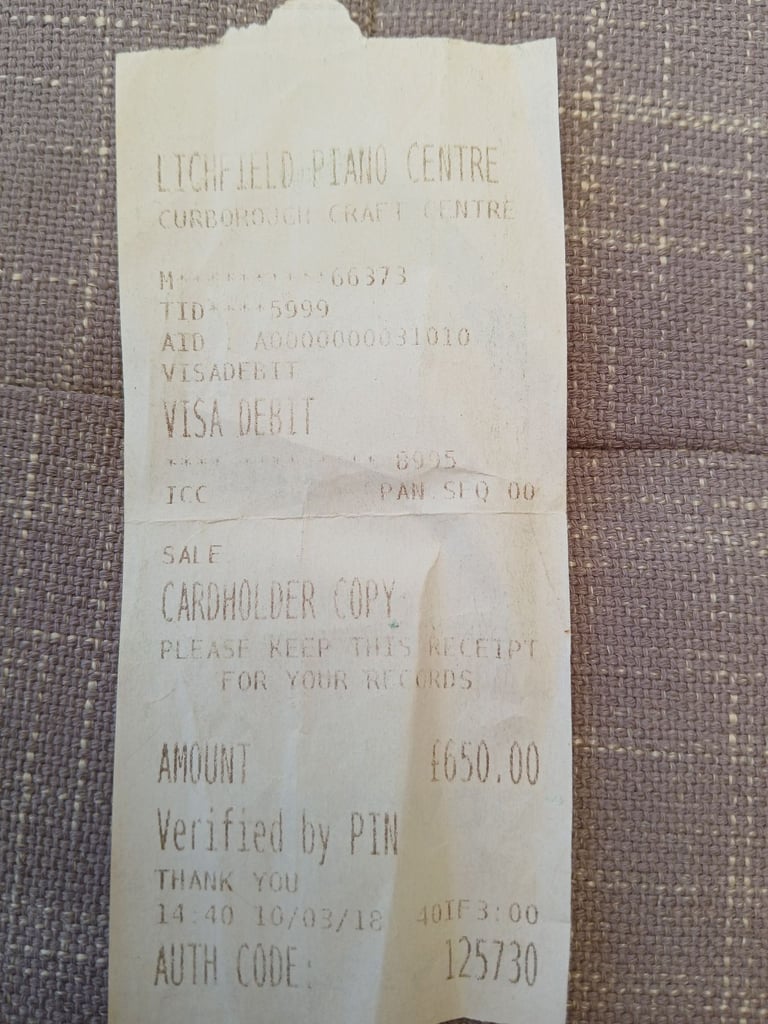 LICHFIELD PIANO CENTRE
CURBOROUGH CRAFT CENTRE
M************66373
TID****5999
AID : A0000000031010
VISADEBIT
VISA DEBIT
**** **** **** 8995
ICC PAN.SEQ 00
SALE
CARDHOLDER COPY
PLEASE KEEP THIS RECEIPT
FOR YOUR RECORDS
AMOUNT £650.00
Verified by PIN
THANK YOU
14:40 10/03/18 40IF3:00
AUTH CODE: 125730